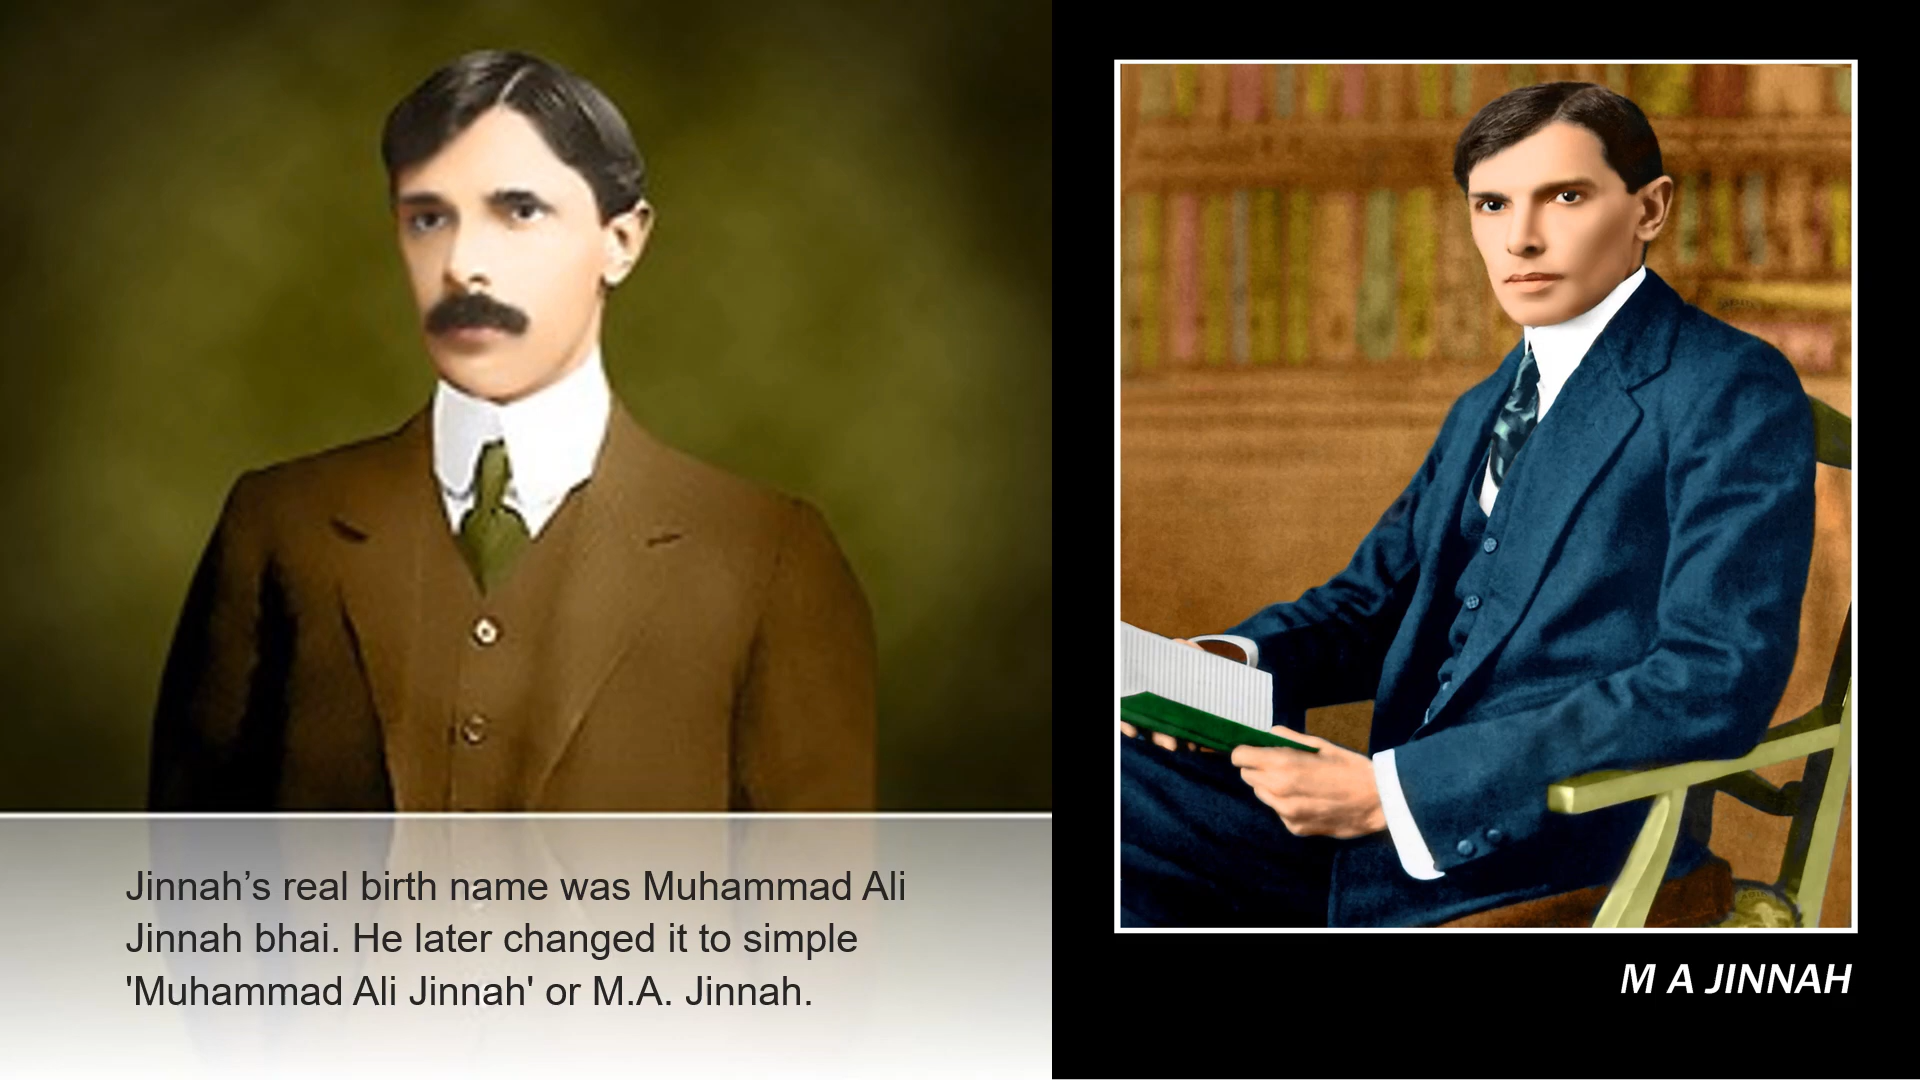 Jinnah’s real birth name was Muhammad Ali
Jinnah bhai. He later changed it to simple
'Muhammad Ali Jinnah' or M.A. Jinnah.
M A JINNAH